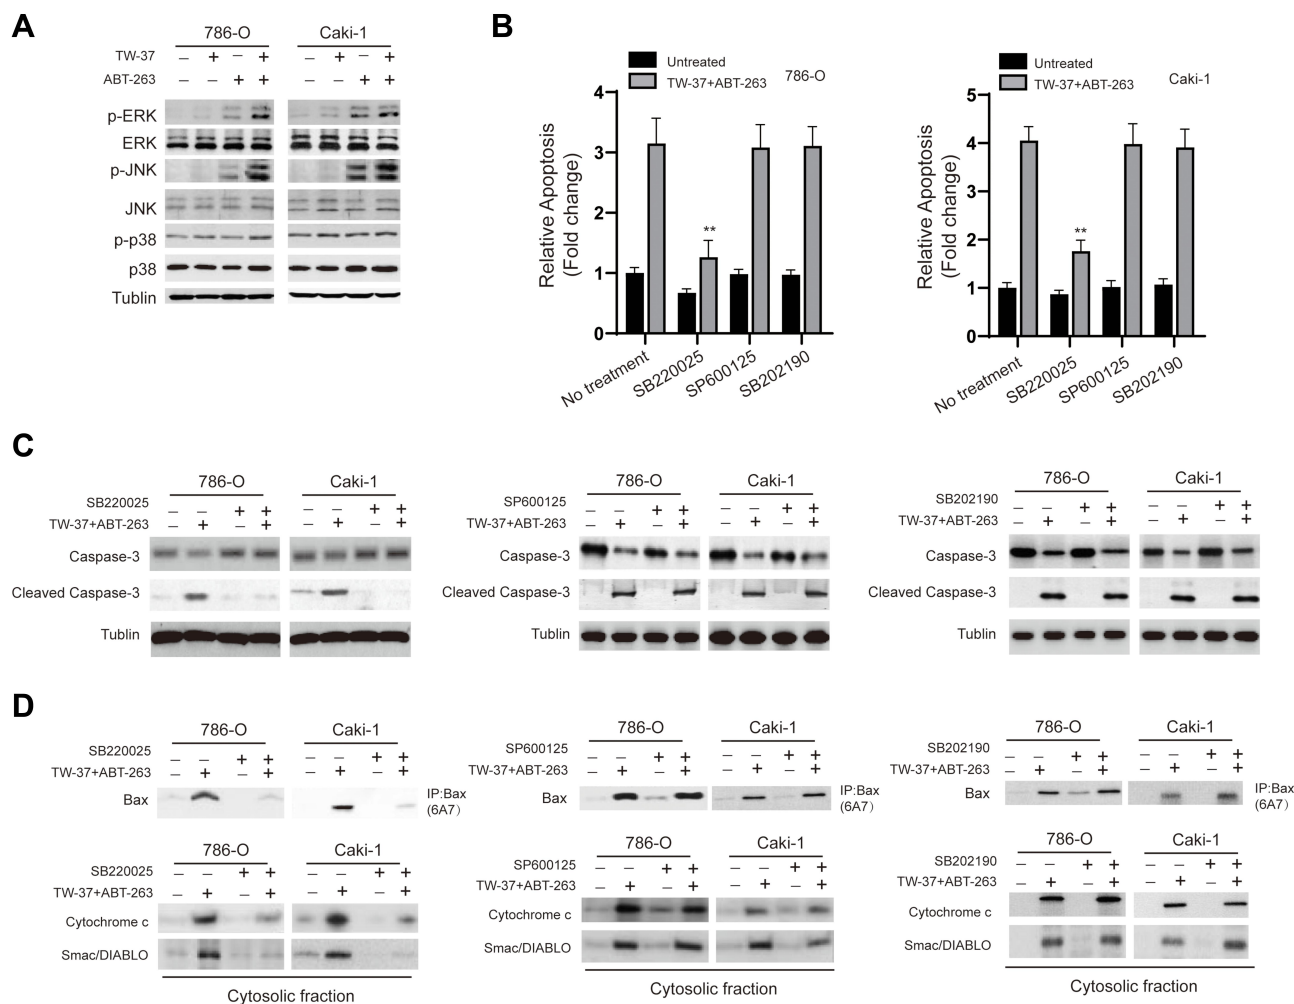 A
786-O Caki-1
TW-37 – + – + – + – +
ABT-263 – – + + – – + +
p-ERK
ERK
p-JNK
JNK
p-p38
p38
Tublin
B
Untreated
TW-37+ABT-263
786-O
Relative Apoptosis
(Fold change)
4
3
2
1
0
**
No treatment
SB220025
SP600125
SB202190
Untreated
TW-37+ABT-263
Caki-1
Relative Apoptosis
(Fold change)
5
4
3
2
1
0
**
No treatment
SB220025
SP600125
SB202190
C
786-O Caki-1
SB220025 – – + + – – + +
TW-37+ABT-263 – + – + – + – +
Caspase-3
Cleaved Caspase-3
Tublin
786-O Caki-1
SP600125 – – + + – – + +
TW-37+ABT-263 – + – + – + – +
Caspase-3
Cleaved Caspase-3
Tublin
786-O Caki-1
SB202190 – – + + – – + +
TW-37+ABT-263 – + – + – + – +
Caspase-3
Cleaved Caspase-3
Tublin
D
786-O Caki-1
SB220025 – – + + – – + +
TW-37+ABT-263 – + – + – + – +
Bax
IP:Bax
(6A7)
786-O Caki-1
SB220025 – – + + – – + +
TW-37+ABT-263 – + – + – + – +
Cytochrome c
Smac/DIABLO
Cytosolic fraction
786-O Caki-1
SP600125 – – + + – – + +
TW-37+ABT-263 – + – + – + – +
Bax
IP:Bax
(6A7)
786-O Caki-1
SP600125 – – + + – – + +
TW-37+ABT-263 – + – + – + – +
Cytochrome c
Smac/DIABLO
Cytosolic fraction
786-O Caki-1
SB202190 – – + + – – + +
TW-37+ABT-263 – + – + – + – +
Bax
IP:Bax
(6A7)
786-O Caki-1
SB202190 – – + + – – + +
TW-37+ABT-263 – + – + – + – +
Cytochrome c
Smac/DIABLO
Cytosolic fraction